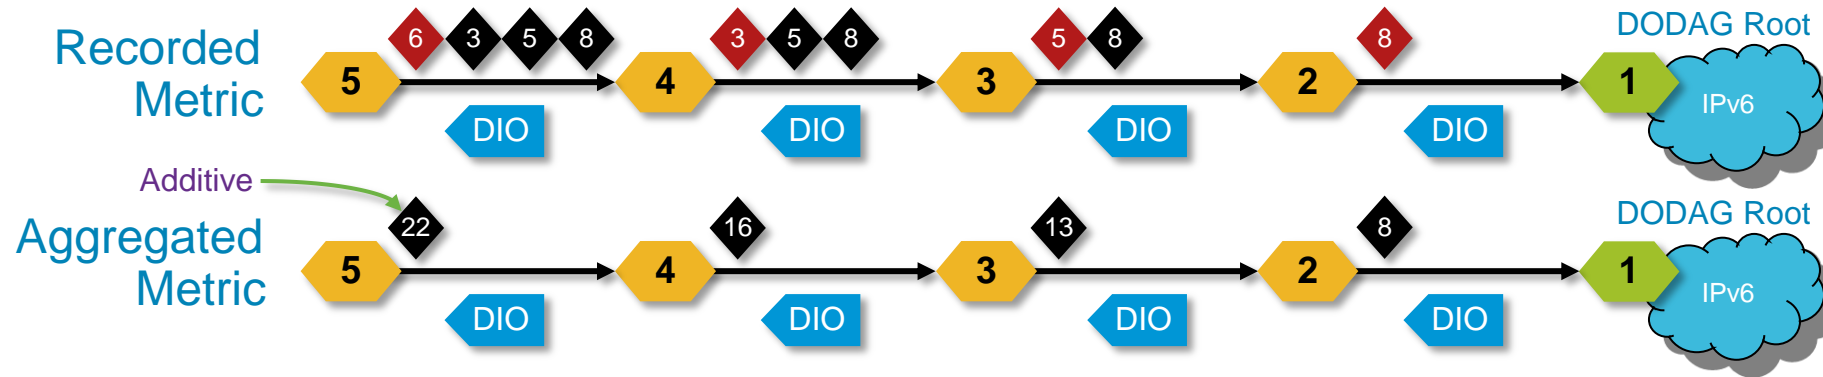 DODAG Root
Recorded
Metric
6 3 5 8
3 5 8
5 8
8
5
4
3
2
1
IPv6
DIO
DIO
DIO
DIO
Additive
DODAG Root
Aggregated
Metric
22
16
13
8
5
4
3
2
1
IPv6
DIO
DIO
DIO
DIO